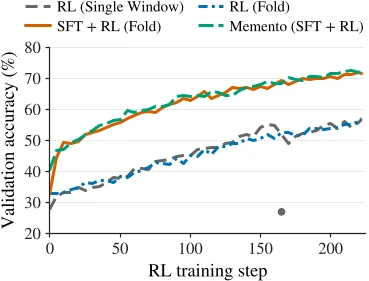 RL (Single Window) RL (Fold)
SFT + RL (Fold) Memento (SFT + RL)
Validation accuracy (%)
80
70
60
50
40
30
20
0 50 100 150 200
RL training step